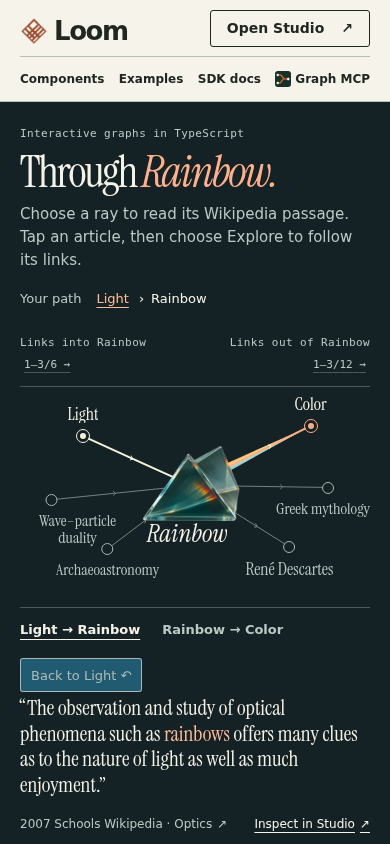 Loom
Open Studio ↗
Components Examples SDK docs Graph MCP
Interactive graphs in TypeScript
Through Rainbow.
Choose a ray to read its Wikipedia passage.
Tap an article, then choose Explore to follow
its links.
Your path Light › Rainbow
Links into Rainbow Links out of Rainbow
1–3/6 → 1–3/12 →
Light
Color
Wave–particle
duality
Greek mythology
Rainbow
Archaeoastronomy
René Descartes
Light → Rainbow Rainbow → Color
Back to Light ↶
“The observation and study of optical
phenomena such as rainbows offers many clues
as to the nature of light as well as much
enjoyment.”
2007 Schools Wikipedia · Optics ↗ Inspect in Studio ↗